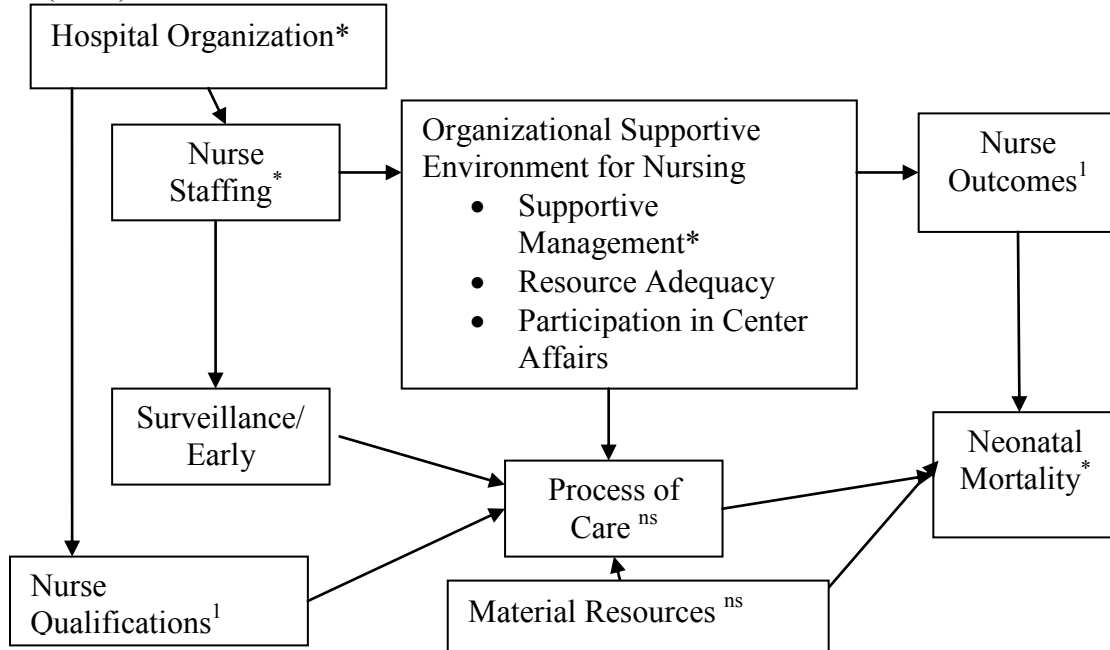 Hospital Organization*
Nurse
Staffing*
Organizational Supportive
Environment for Nursing
• Supportive
Management*
• Resource Adequacy
• Participation in Center
Affairs
Nurse
Outcomes¹
Surveillance/
Early
Process of
Care ⁿˢ
Neonatal
Mortality*
Nurse
Qualifications¹
Material Resources ⁿˢ